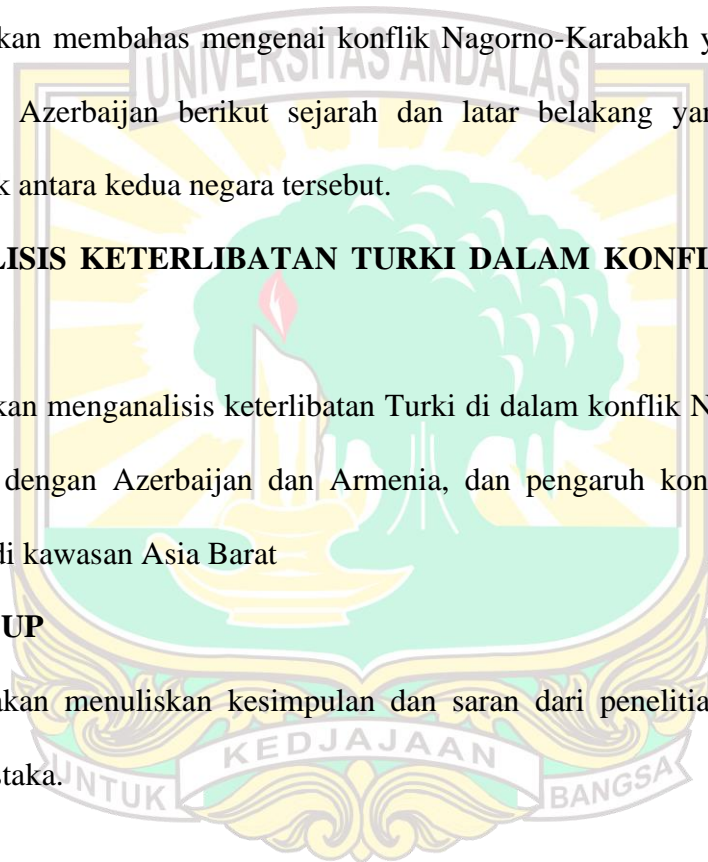 kan membahas mengenai konflik Nagorno-Karabakh
UNIVERSITAS ANDALAS
Azerbaijan berikut sejarah dan latar belakang
antara kedua negara tersebut.
LISIS KETERLIBATAN TURKI DALAM KONFL
kan menganalisis keterlibatan Turki di dalam konflik N
dengan Azerbaijan dan Armenia, dan pengaruh kon
di kawasan Asia Barat
UP
akan menuliskan kesimpulan dan saran dari penelitia
staka.
UNTUK KEDJAJAAN BANGSA